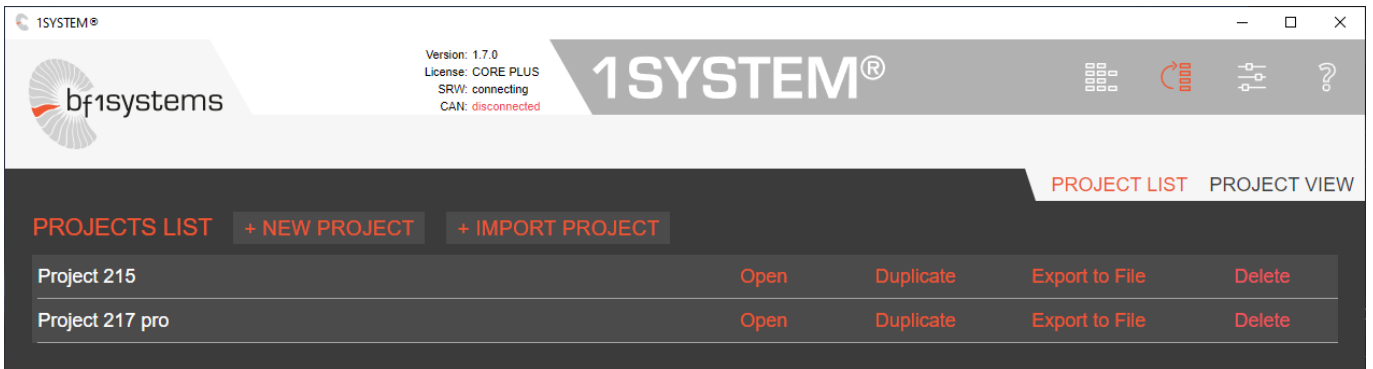 1SYSTEM®
bf1systems
Version: 1.7.0
License: CORE PLUS
SRW: connecting
CAN: disconnected
1SYSTEM®
PROJECT LIST PROJECT VIEW
PROJECTS LIST + NEW PROJECT + IMPORT PROJECT
Project 215 Open Duplicate Export to File Delete
Project 217 pro Open Duplicate Export to File Delete